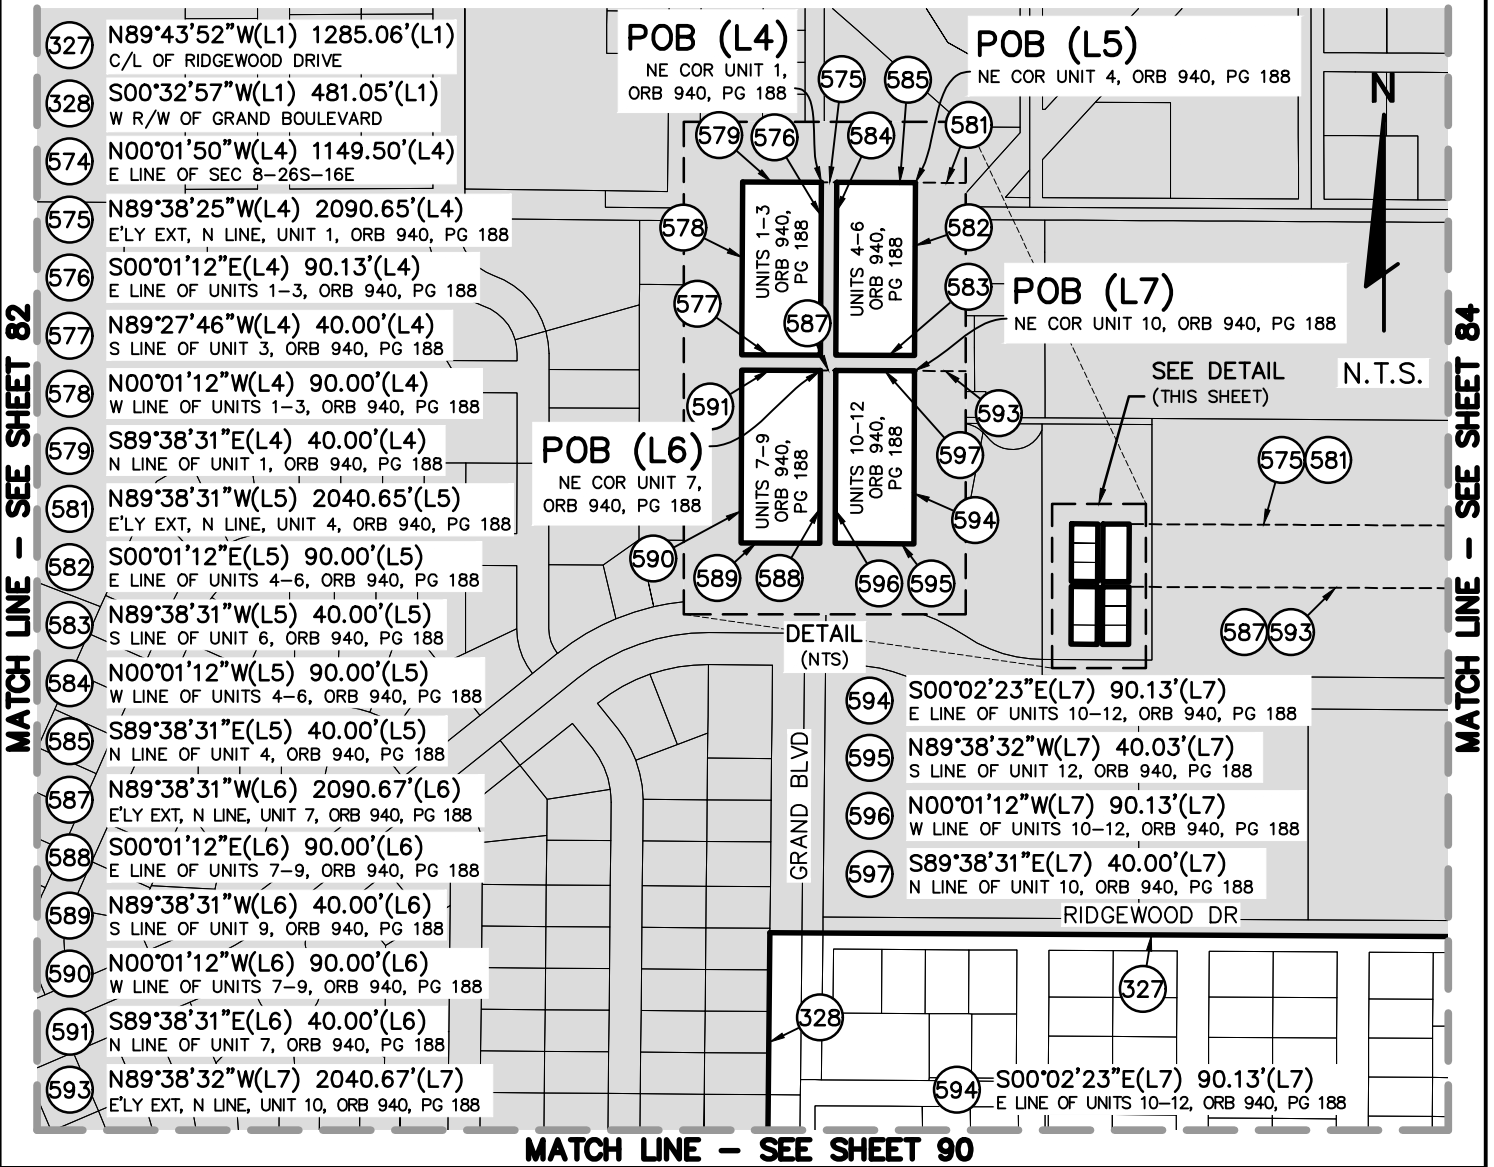 327 N89°43'52"W(L1) 1285.06'(L1)
C/L OF RIDGEWOOD DRIVE
328 S00°32'57"W(L1) 481.05'(L1)
W R/W OF GRAND BOULEVARD
574 N00°01'50"W(L4) 1149.50'(L4)
E LINE OF SEC 8-26S-16E
575 N89°38'25"W(L4) 2090.65'(L4)
E'LY EXT, N LINE, UNIT 1, ORB 940, PG 188
576 S00°01'12"E(L4) 90.13'(L4)
E LINE OF UNITS 1-3, ORB 940, PG 188
577 N89°27'46"W(L4) 40.00'(L4)
S LINE OF UNIT 3, ORB 940, PG 188
578 N00°01'12"W(L4) 90.00'(L4)
W LINE OF UNITS 1-3, ORB 940, PG 188
579 S89°38'31"E(L4) 40.00'(L4)
N LINE OF UNIT 1, ORB 940, PG 188
581 N89°38'31"W(L5) 2040.65'(L5)
E'LY EXT, N LINE, UNIT 4, ORB 940, PG 188
582 S00°01'12"E(L5) 90.00'(L5)
E LINE OF UNITS 4-6, ORB 940, PG 188
583 N89°38'31"W(L5) 40.00'(L5)
S LINE OF UNIT 6, ORB 940, PG 188
584 N00°01'12"W(L5) 90.00'(L5)
W LINE OF UNITS 4-6, ORB 940, PG 188
585 S89°38'31"E(L5) 40.00'(L5)
N LINE OF UNIT 4, ORB 940, PG 188
587 N89°38'31"W(L6) 2090.67'(L6)
E'LY EXT, N LINE, UNIT 7, ORB 940, PG 188
588 S00°01'12"E(L6) 90.00'(L6)
E LINE OF UNITS 7-9, ORB 940, PG 188
589 N89°38'31"W(L6) 40.00'(L6)
S LINE OF UNIT 9, ORB 940, PG 188
590 N00°01'12"W(L6) 90.00'(L6)
W LINE OF UNITS 7-9, ORB 940, PG 188
591 S89°38'31"E(L6) 40.00'(L6)
N LINE OF UNIT 7, ORB 940, PG 188
593 N89°38'32"W(L7) 2040.67'(L7)
E'LY EXT, N LINE, UNIT 10, ORB 940, PG 188
MATCH LINE - SEE SHEET 82
POB (L4)
NE COR UNIT 1,
ORB 940, PG 188
575
585
POB (L5)
NE COR UNIT 4, ORB 940, PG 188
579
576
584
581
N
578
UNITS 1-3
ORB 940,
PG 188
UNITS 4-6
ORB 940,
PG 188
582
577
587
583
POB (L7)
NE COR UNIT 10, ORB 940, PG 188
SEE DETAIL
(THIS SHEET)
N.T.S.
591
593
POB (L6)
NE COR UNIT 7,
ORB 940, PG 188
UNITS 7-9
ORB 940,
PG 188
UNITS 10-12
ORB 940,
PG 188
597
575
581
594
590
589
588
596
595
DETAIL
(NTS)
587
593
594 S00°02'23"E(L7) 90.13'(L7)
E LINE OF UNITS 10-12, ORB 940, PG 188
595 N89°38'32"W(L7) 40.03'(L7)
S LINE OF UNIT 12, ORB 940, PG 188
596 N00°01'12"W(L7) 90.13'(L7)
W LINE OF UNITS 10-12, ORB 940, PG 188
597 S89°38'31"E(L7) 40.00'(L7)
N LINE OF UNIT 10, ORB 940, PG 188
GRAND BLVD
RIDGEWOOD DR
327
328
594 S00°02'23"E(L7) 90.13'(L7)
E LINE OF UNITS 10-12, ORB 940, PG 188
MATCH LINE - SEE SHEET 84
MATCH LINE - SEE SHEET 90